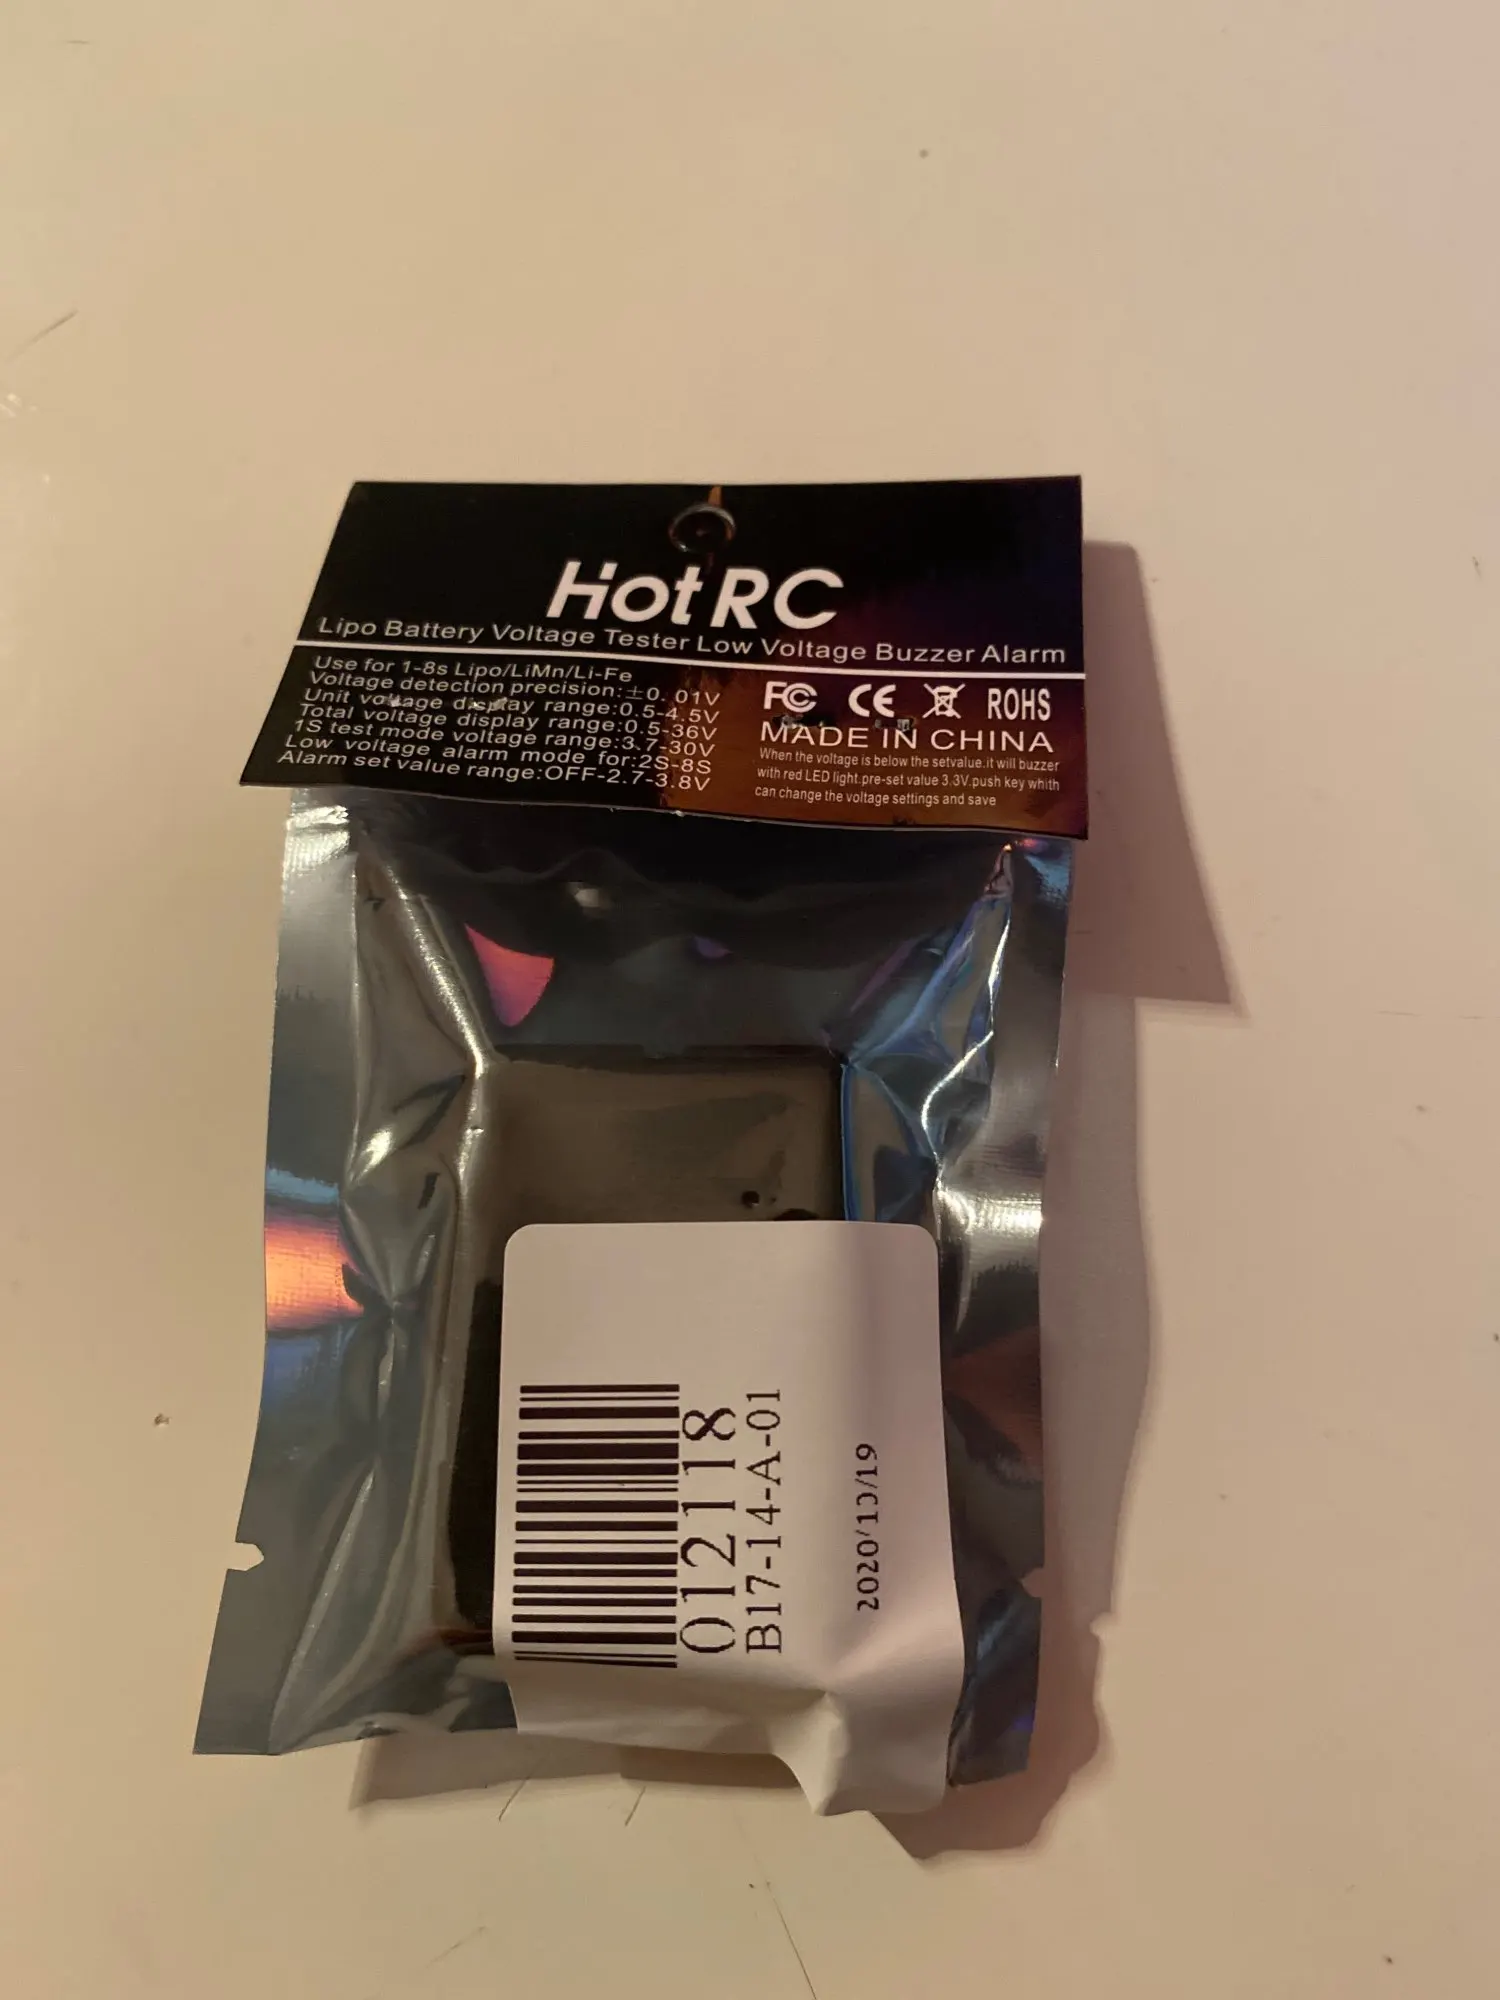 HotRC
Lipo Battery Voltage Tester Low Voltage Buzzer Alarm
Use for 1-8s Lipo/LiMn/Li-Fe
Voltage detection precision:±0.01V
Unit voltage display range:0.5-4.5V
Total voltage display range:0.5-36V
1S test mode voltage range:3.7-30V
Low voltage alarm mode for:2S-8S
Alarm set value range:OFF-2.7-3.8V
FC CE ROHS
MADE IN CHINA
When the voltage is below the setvalue.it will buzzer
with red LED light.pre-set value 3.3V.push key whith
can change the voltage settings and save
012118
B17-14-A-01
2020/10/19